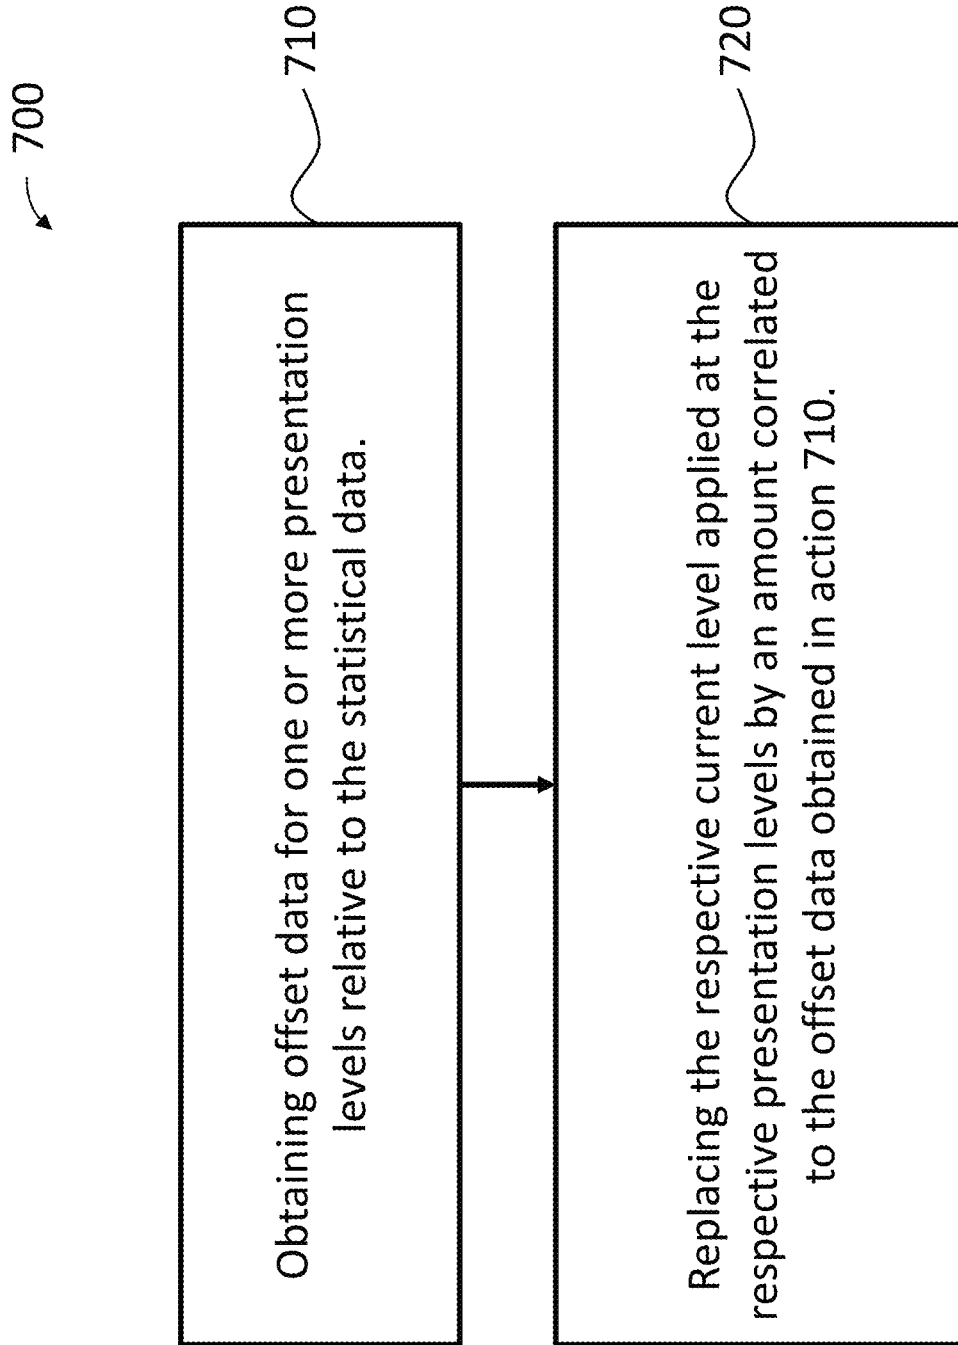 700
Obtaining offset data for one or more presentation
levels relative to the statistical data.
710
Replacing the respective current level applied at the
respective presentation levels by an amount correlated
to the offset data obtained in action 710.
720